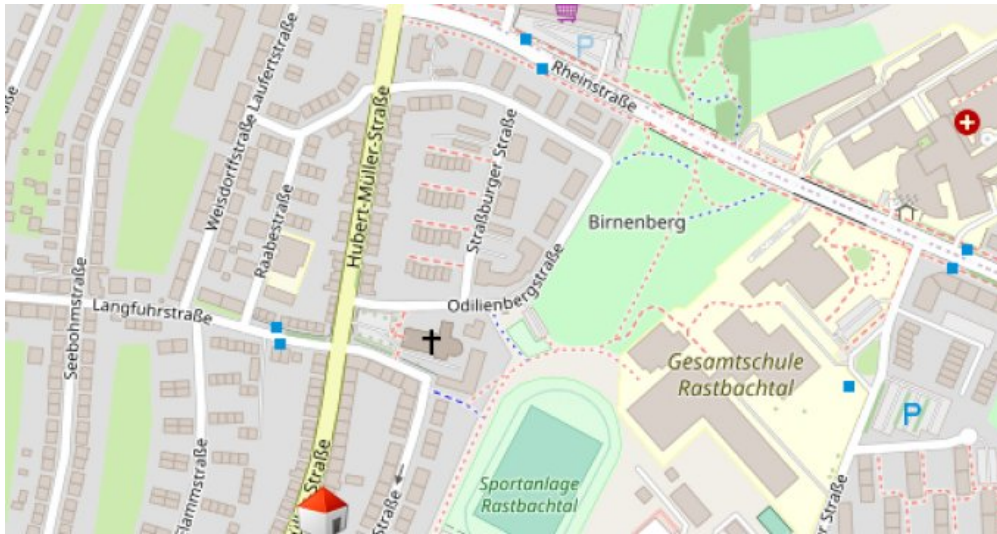 Rheinstraße
P
Weisdorffstraße Laufertstraße
Hubert-Müller-Straße
Straßburger Straße
Raabestraße
Birnenberg
Odilienbergstraße
Langfuhrstraße
Seebohmstraße
Gesamtschule
Rastbachtal
P
Sportanlage
Rastbachtal
Straße
Straße
Straße